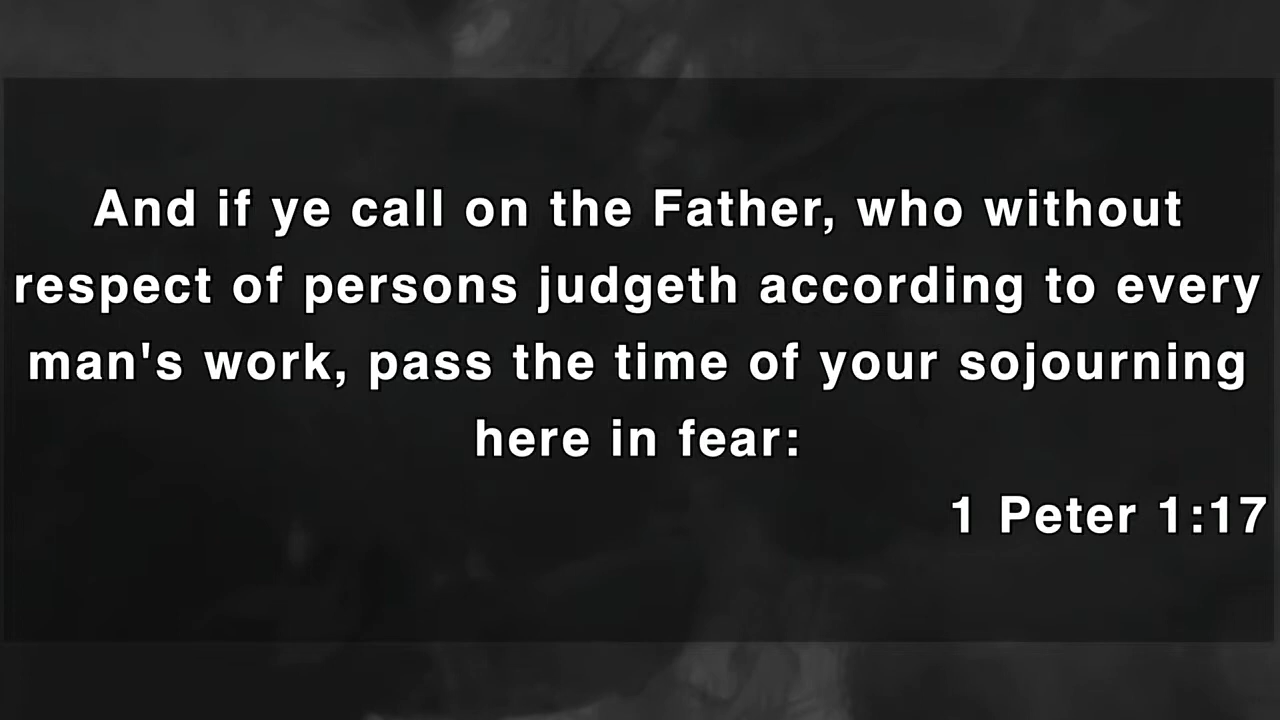 And if ye call on the Father, who without
respect of persons judgeth according to every
man's work, pass the time of your sojourning
here in fear:
1 Peter 1:17